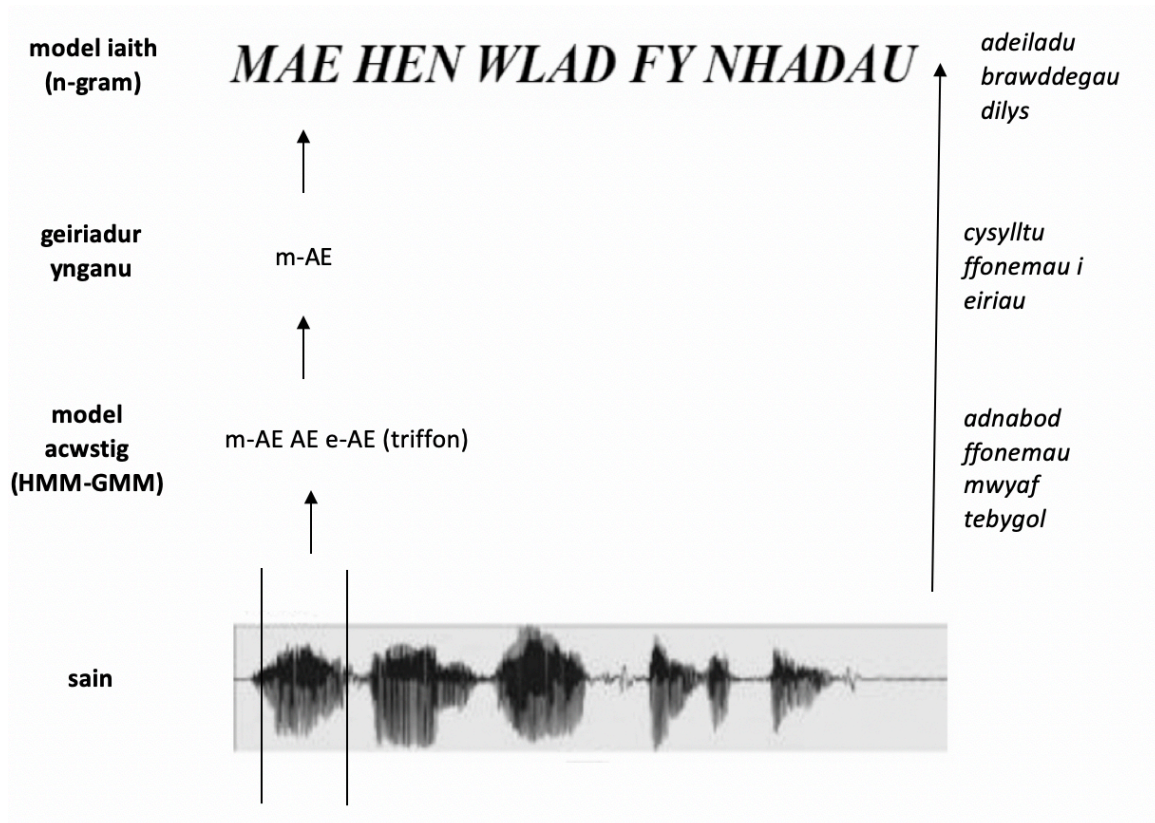 model iaith
(n-gram)
MAE HEN WLAD FY NHADAU
adeiladu
brawddegau
dilys
geiriadur
ynganu
m-AE
cysylltu
ffonemau i
eiriau
model
acwstig
(HMM-GMM)
m-AE AE e-AE (triffon)
adnabod
ffonemau
mwyaf
tebygol
sain